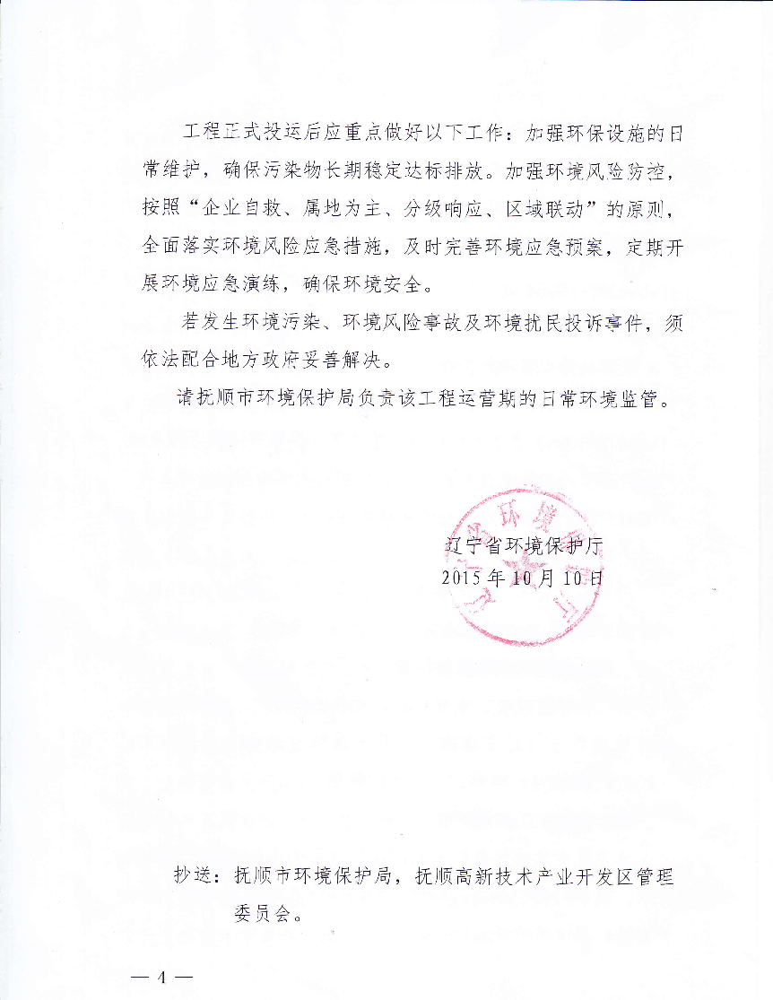 工程正式投运后应重点做好以下工作：加强环保设施的日
常维护，确保污染物长期稳定达标排放。加强环境风险防控，
按照“企业自救、属地为主、分级响应、区域联动”的原则，
全面落实环境风险应急措施，及时完善环境应急预案，定期开
展环境应急演练，确保环境安全。
若发生环境污染、环境风险事故及环境扰民投诉事件，须
依法配合地方政府妥善解决。
请抚顺市环境保护局负责该工程运营期的日常环境监管。
辽宁省环境保护厅
2015年10月10日
抄送：抚顺市环境保护局，抚顺高新技术产业开发区管理
委员会。
— 4 —